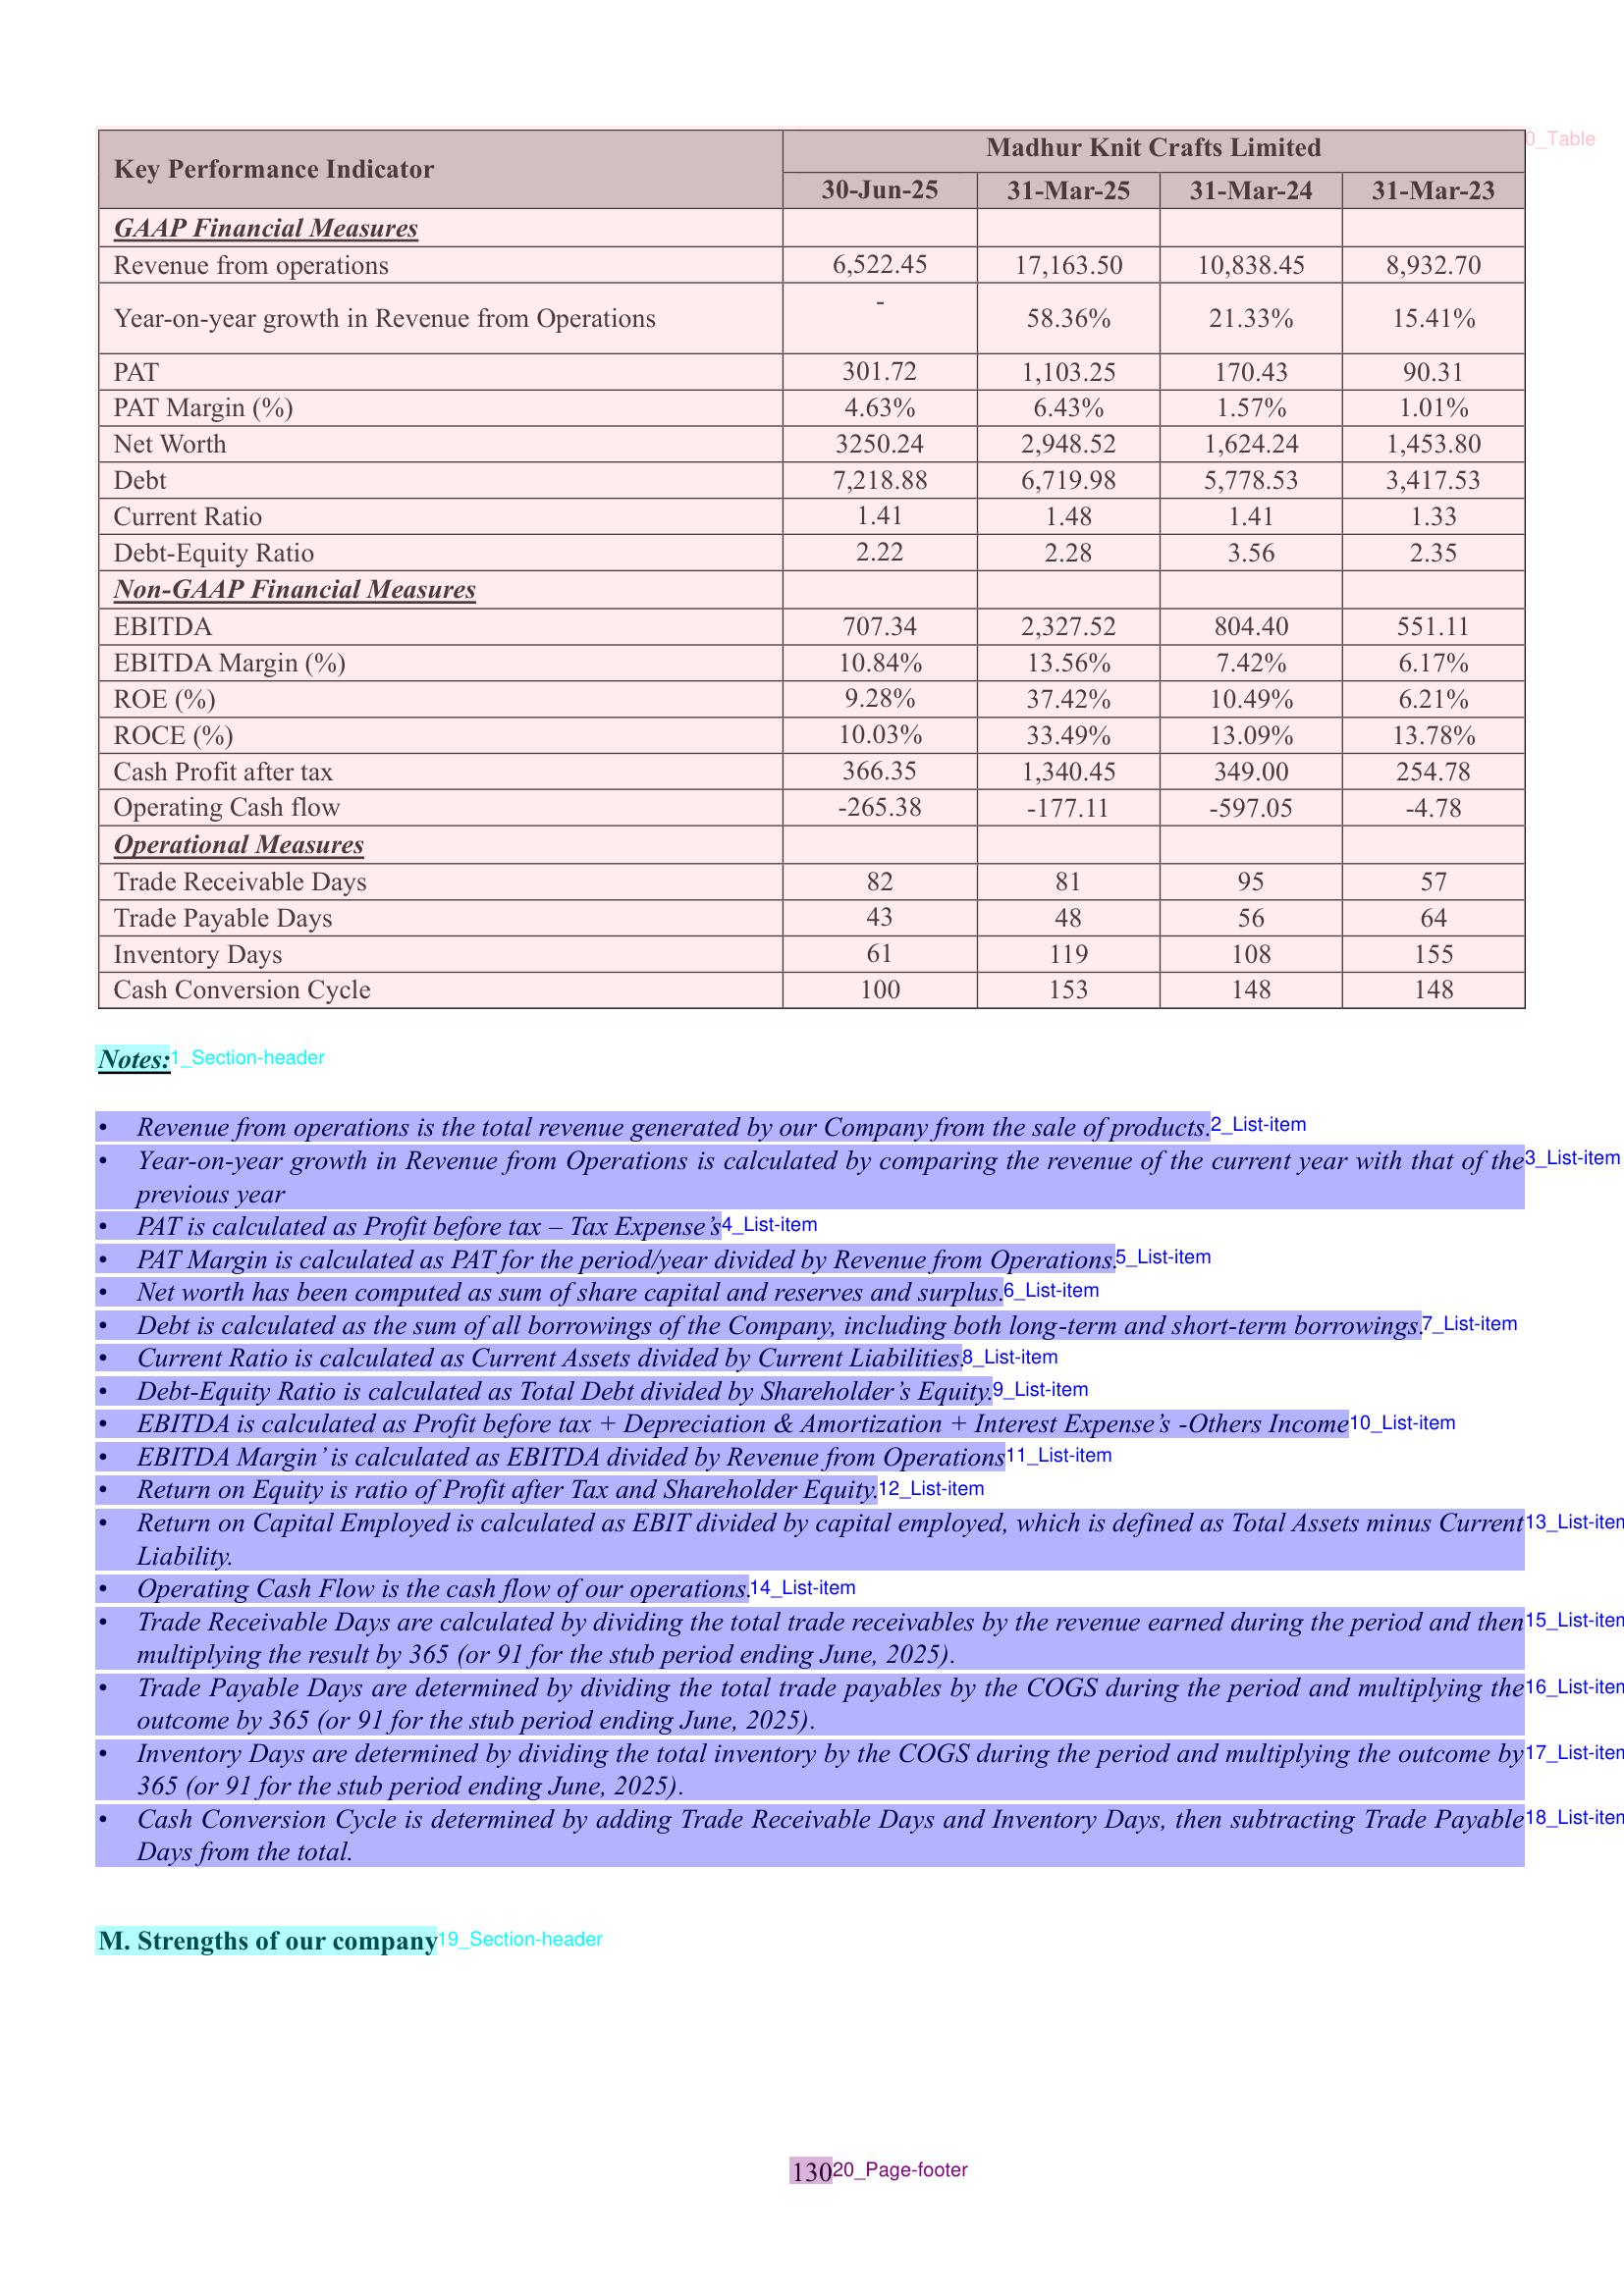 Key Performance Indicator
Madhur Knit Crafts Limited
30-Jun-25 31-Mar-25 31-Mar-24 31-Mar-23
0_Table
GAAP Financial Measures
Revenue from operations 6,522.45 17,163.50 10,838.45 8,932.70
Year-on-year growth in Revenue from Operations - 58.36% 21.33% 15.41%
PAT 301.72 1,103.25 170.43 90.31
PAT Margin (%) 4.63% 6.43% 1.57% 1.01%
Net Worth 3250.24 2,948.52 1,624.24 1,453.80
Debt 7,218.88 6,719.98 5,778.53 3,417.53
Current Ratio 1.41 1.48 1.41 1.33
Debt-Equity Ratio 2.22 2.28 3.56 2.35
Non-GAAP Financial Measures
EBITDA 707.34 2,327.52 804.40 551.11
EBITDA Margin (%) 10.84% 13.56% 7.42% 6.17%
ROE (%) 9.28% 37.42% 10.49% 6.21%
ROCE (%) 10.03% 33.49% 13.09% 13.78%
Cash Profit after tax 366.35 1,340.45 349.00 254.78
Operating Cash flow -265.38 -177.11 -597.05 -4.78
Operational Measures
Trade Receivable Days 82 81 95 57
Trade Payable Days 43 48 56 64
Inventory Days 61 119 108 155
Cash Conversion Cycle 100 153 148 148
Notes: 1_Section-header
• Revenue from operations is the total revenue generated by our Company from the sale of products. 2_List-item
• Year-on-year growth in Revenue from Operations is calculated by comparing the revenue of the current year with that of the 3_List-item
previous year
• PAT is calculated as Profit before tax – Tax Expense’s 4_List-item
• PAT Margin is calculated as PAT for the period/year divided by Revenue from Operations. 5_List-item
• Net worth has been computed as sum of share capital and reserves and surplus. 6_List-item
• Debt is calculated as the sum of all borrowings of the Company, including both long-term and short-term borrowings. 7_List-item
• Current Ratio is calculated as Current Assets divided by Current Liabilities. 8_List-item
• Debt-Equity Ratio is calculated as Total Debt divided by Shareholder’s Equity. 9_List-item
• EBITDA is calculated as Profit before tax + Depreciation & Amortization + Interest Expense’s -Others Income 10_List-item
• EBITDA Margin’ is calculated as EBITDA divided by Revenue from Operations 11_List-item
• Return on Equity is ratio of Profit after Tax and Shareholder Equity. 12_List-item
• Return on Capital Employed is calculated as EBIT divided by capital employed, which is defined as Total Assets minus Current 13_List-item
Liability.
• Operating Cash Flow is the cash flow of our operations. 14_List-item
• Trade Receivable Days are calculated by dividing the total trade receivables by the revenue earned during the period and then 15_List-item
multiplying the result by 365 (or 91 for the stub period ending June, 2025).
• Trade Payable Days are determined by dividing the total trade payables by the COGS during the period and multiplying the 16_List-item
outcome by 365 (or 91 for the stub period ending June, 2025).
• Inventory Days are determined by dividing the total inventory by the COGS during the period and multiplying the outcome by 17_List-item
365 (or 91 for the stub period ending June, 2025).
• Cash Conversion Cycle is determined by adding Trade Receivable Days and Inventory Days, then subtracting Trade Payable 18_List-item
Days from the total.
M. Strengths of our company 19_Section-header
130 20_Page-footer